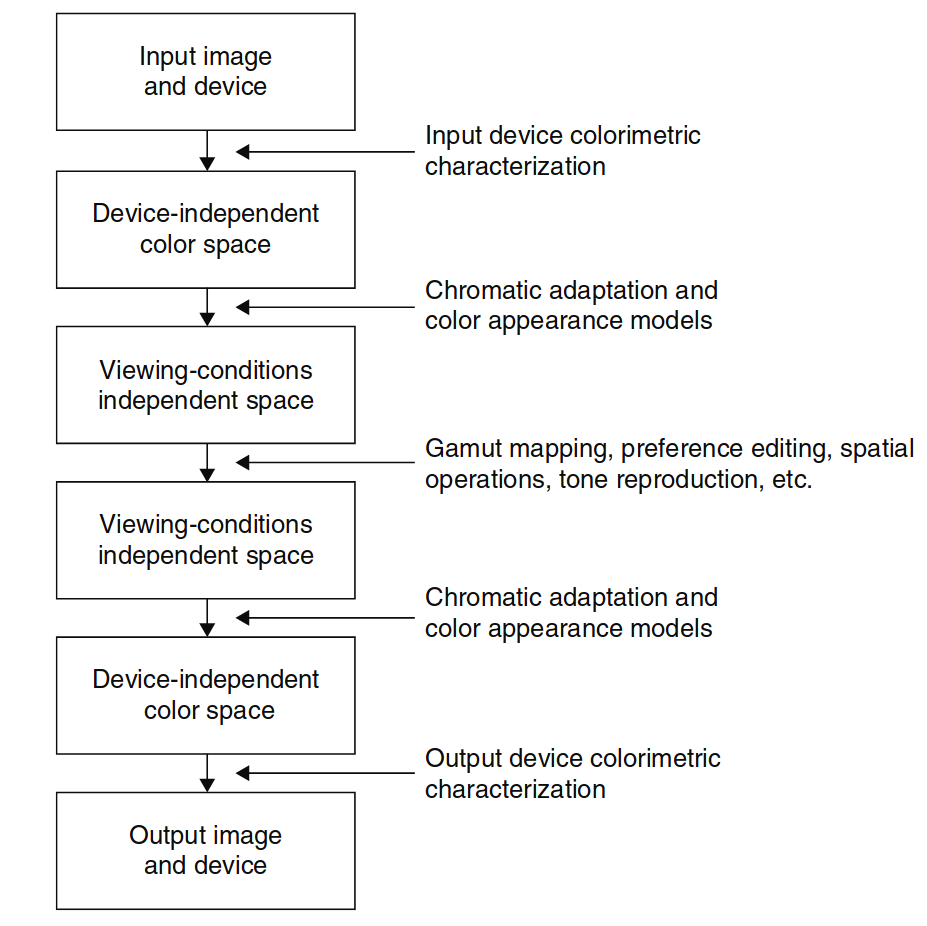 Input image
and device
Input device colorimetric
characterization
Device-independent
color space
Chromatic adaptation and
color appearance models
Viewing-conditions
independent space
Gamut mapping, preference editing, spatial
operations, tone reproduction, etc.
Viewing-conditions
independent space
Chromatic adaptation and
color appearance models
Device-independent
color space
Output device colorimetric
characterization
Output image
and device